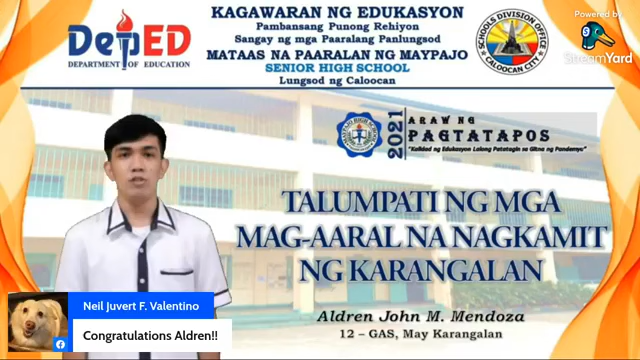 KAGAWARAN NG EDUKASYON
Pambansang Punong Rehiyon
Sangay ng mga Paaralang Panlungsod
MATAAS NA PAARALAN NG MAYPAJO
SENIOR HIGH SCHOOL
Lungsod ng Caloocan
DepED
DEPARTMENT OF EDUCATION
SCHOOLS DIVISION OFFICE
CALOOCAN CITY
Powered by
StreamYard
2021
ARAW NG
PAGTATAPOS
"Kalidad ng Edukasyon Lalong Patatagin sa Gitna ng Pandemya"
TALUMPATI NG MGA
MAG-AARAL NA NAGKAMIT
NG KARANGALAN
Aldren John M. Mendoza
12 – GAS, May Karangalan
Neil Juvert F. Valentino
Congratulations Aldren!!